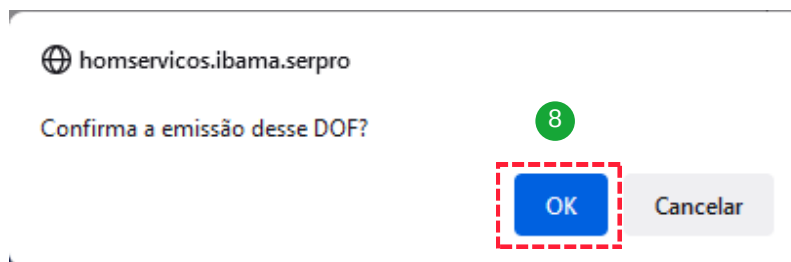 homservicos.ibama.serpro
Confirma a emissão desse DOF?
8
OK
Cancelar